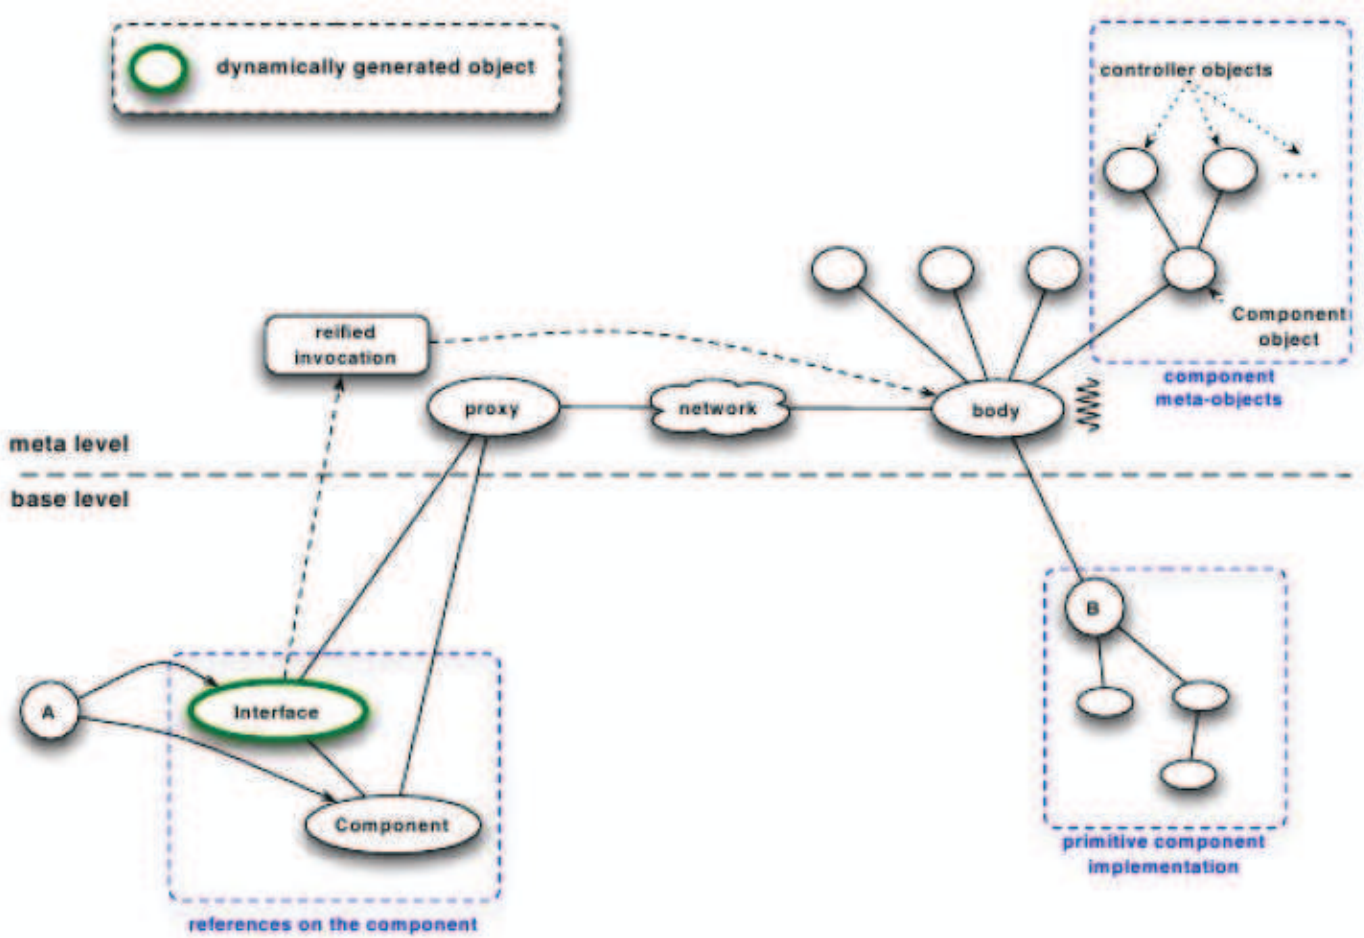 dynamically generated object
controller objects
....
Component
object
component
meta-objects
reified
invocation
proxy
network
body
meta level
base level
A
Interface
Component
references on the component
B
primitive component
implementation